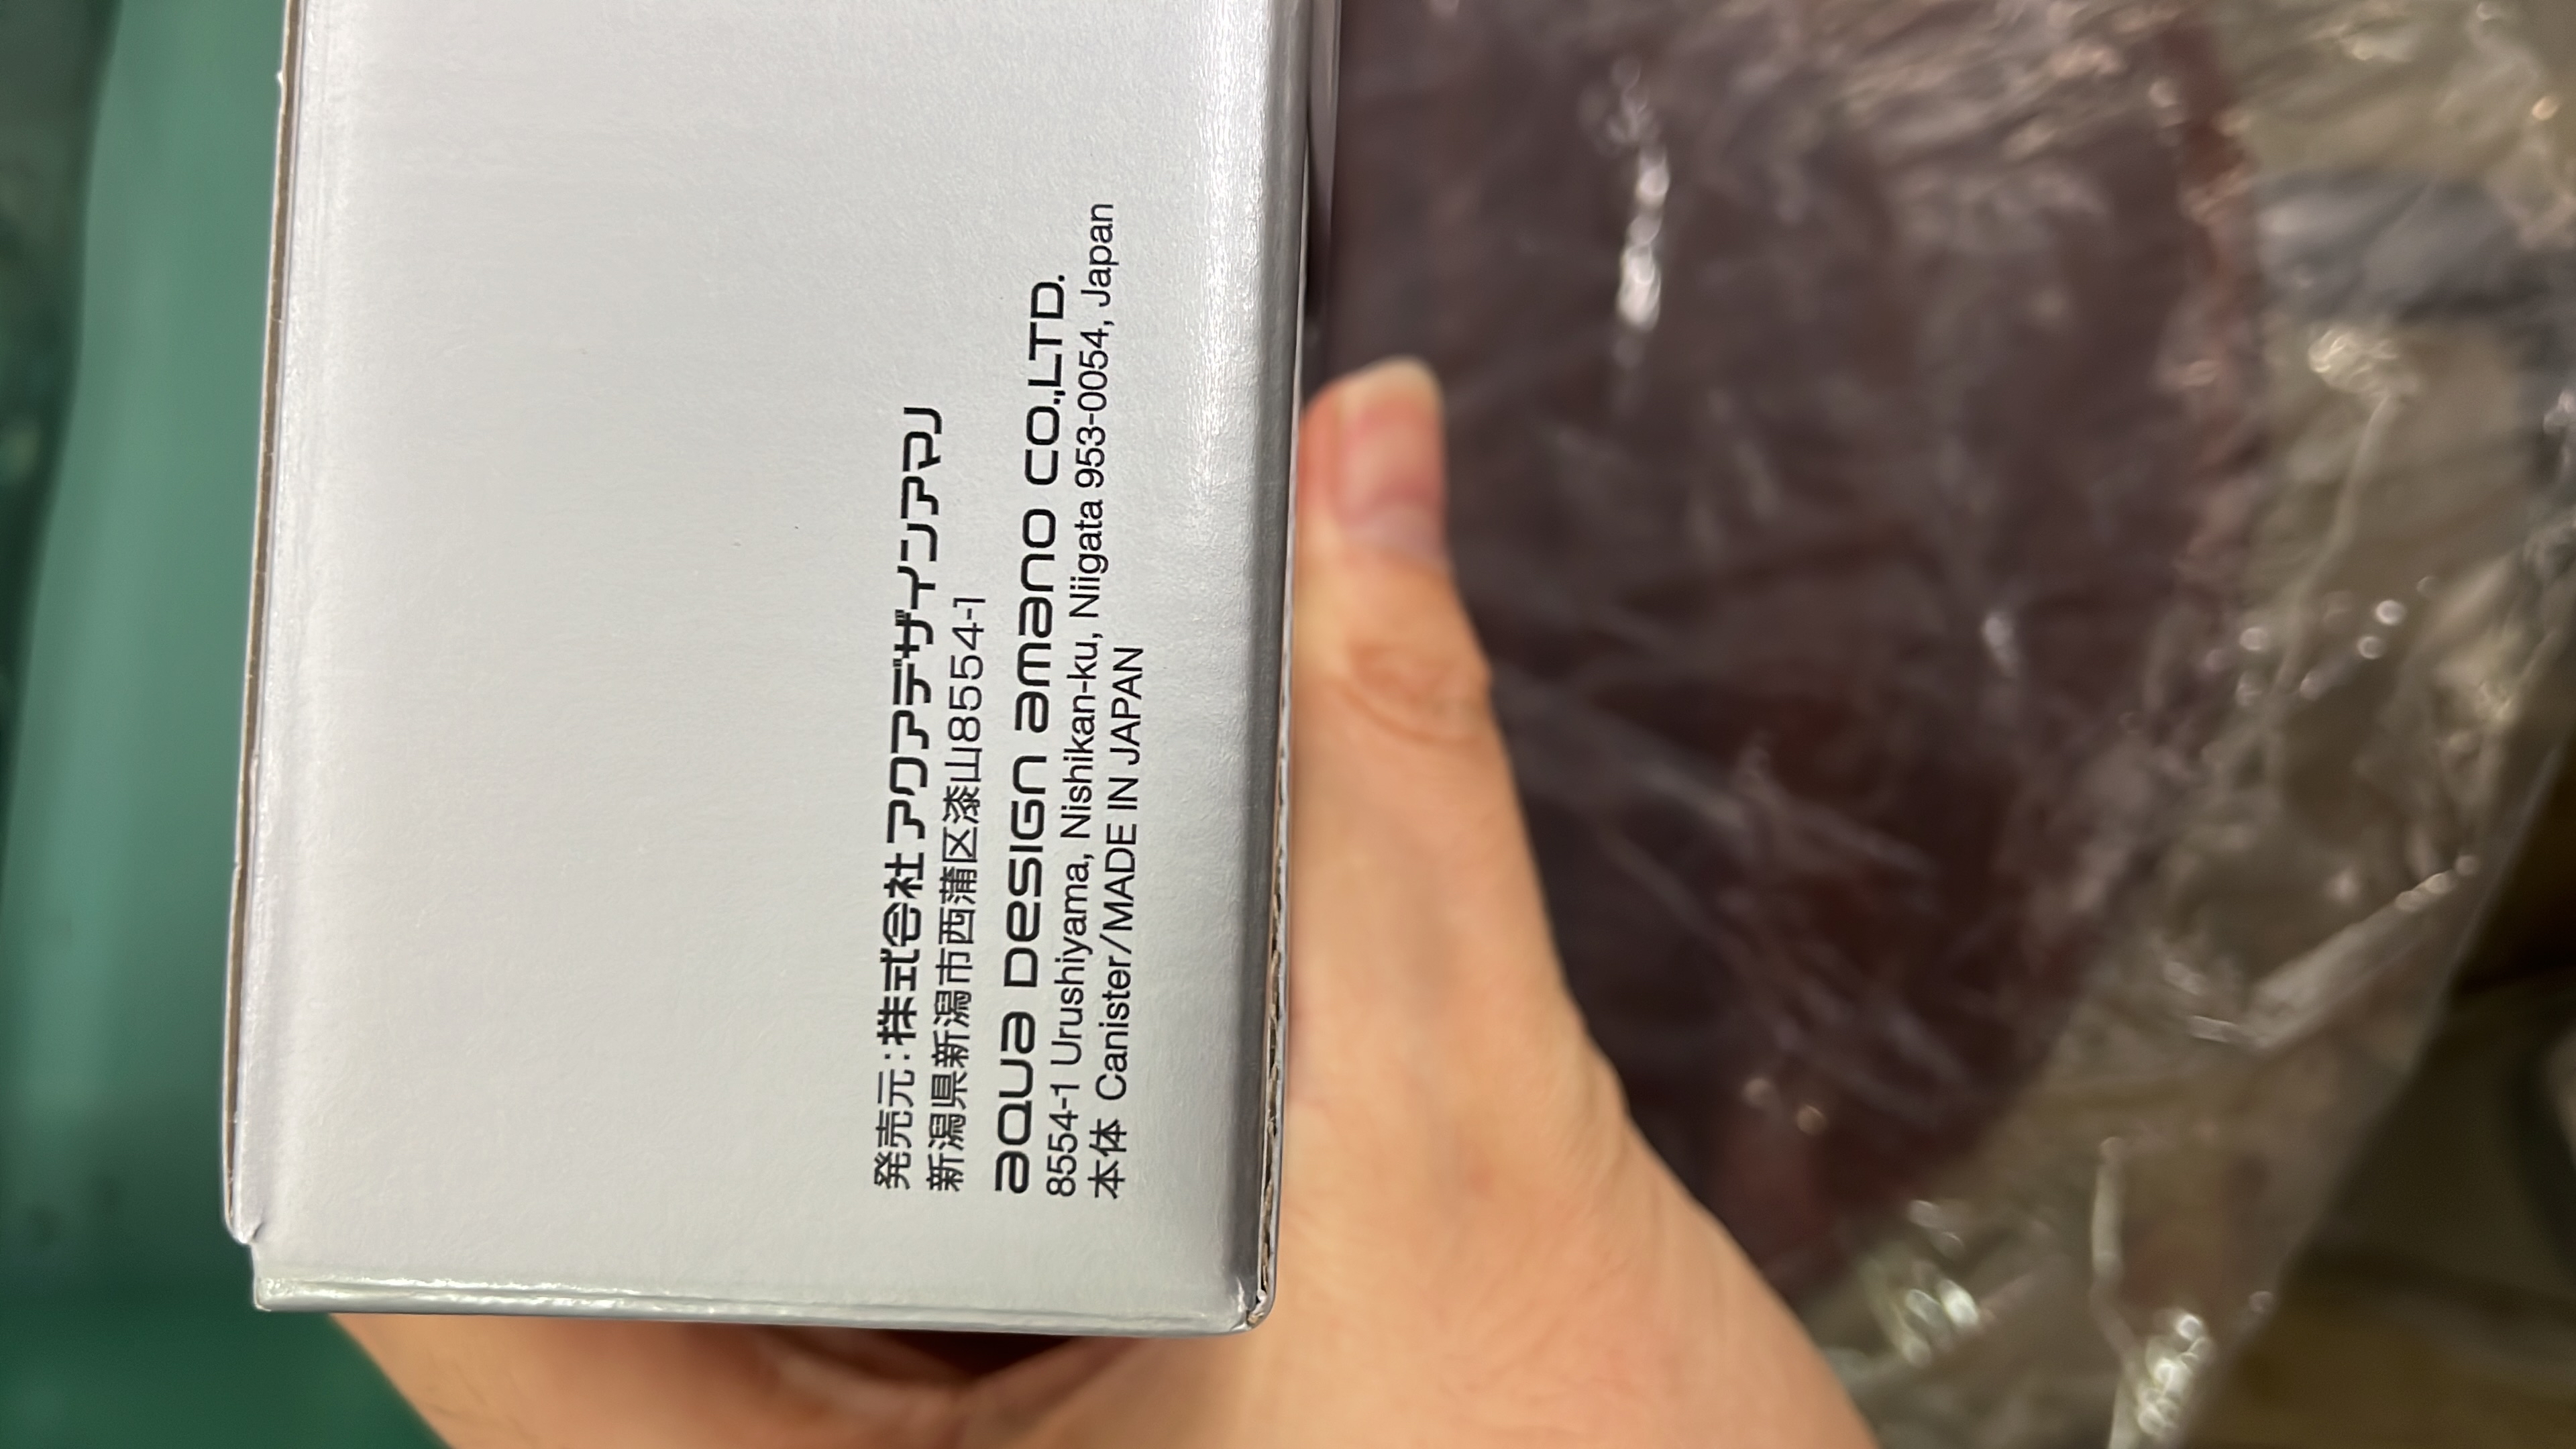 発売元:株式会社アクアデザインアマノ
新潟県新潟市西蒲区漆山8554-1
aqua Design amano CO.,LTD.
8554-1 Urushiyama, Nishikan-ku, Niigata 953-0054, Japan
本体 Canister/MADE IN JAPAN